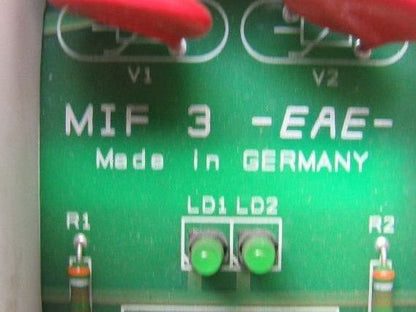 V1 V2
MIF 3 -EAE-
Made in GERMANY
LD1 LD2
R1 R2